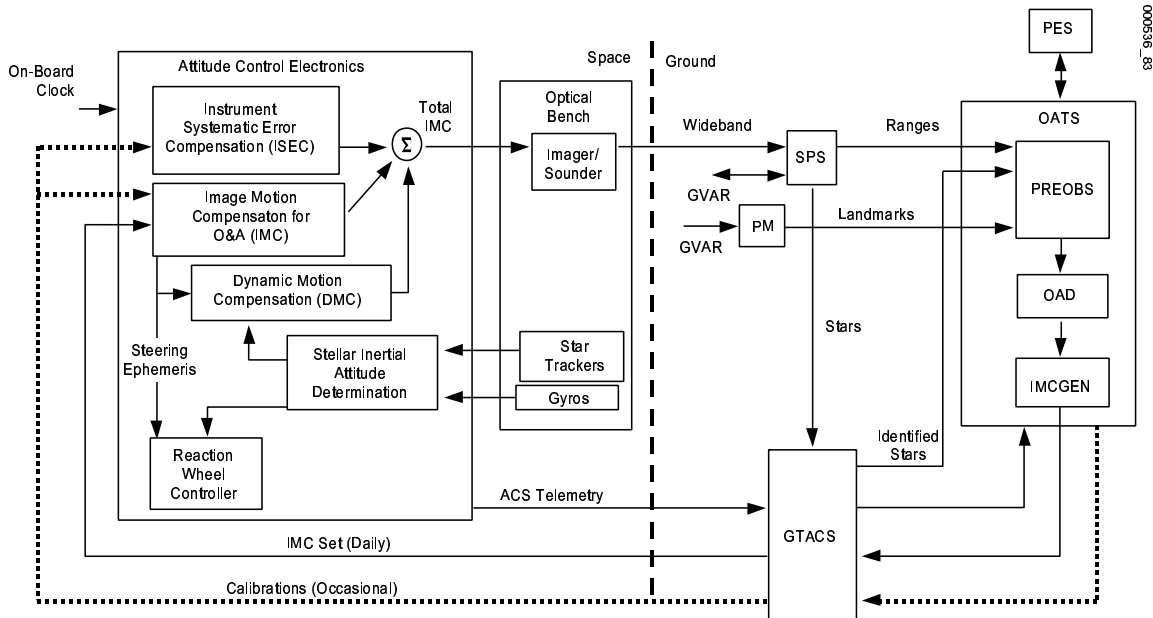 000536_83
PES
On-Board
Clock
Attitude Control Electronics
Space
Ground
Instrument
Systematic Error
Compensation (ISEC)
Total
IMC
Σ
Optical
Bench
Imager/
Sounder
Wideband
SPS
GVAR
Ranges
OATS
PREOBS
Image Motion
Compensaton for
O&A (IMC)
PM
GVAR
Landmarks
Dynamic Motion
Compensation (DMC)
OAD
Stars
Steering
Ephemeris
Stellar Inertial
Attitude
Determination
Star
Trackers
Gyros
IMCGEN
Identified
Stars
Reaction
Wheel
Controller
ACS Telemetry
GTACS
IMC Set (Daily)
Calibrations (Occasional)